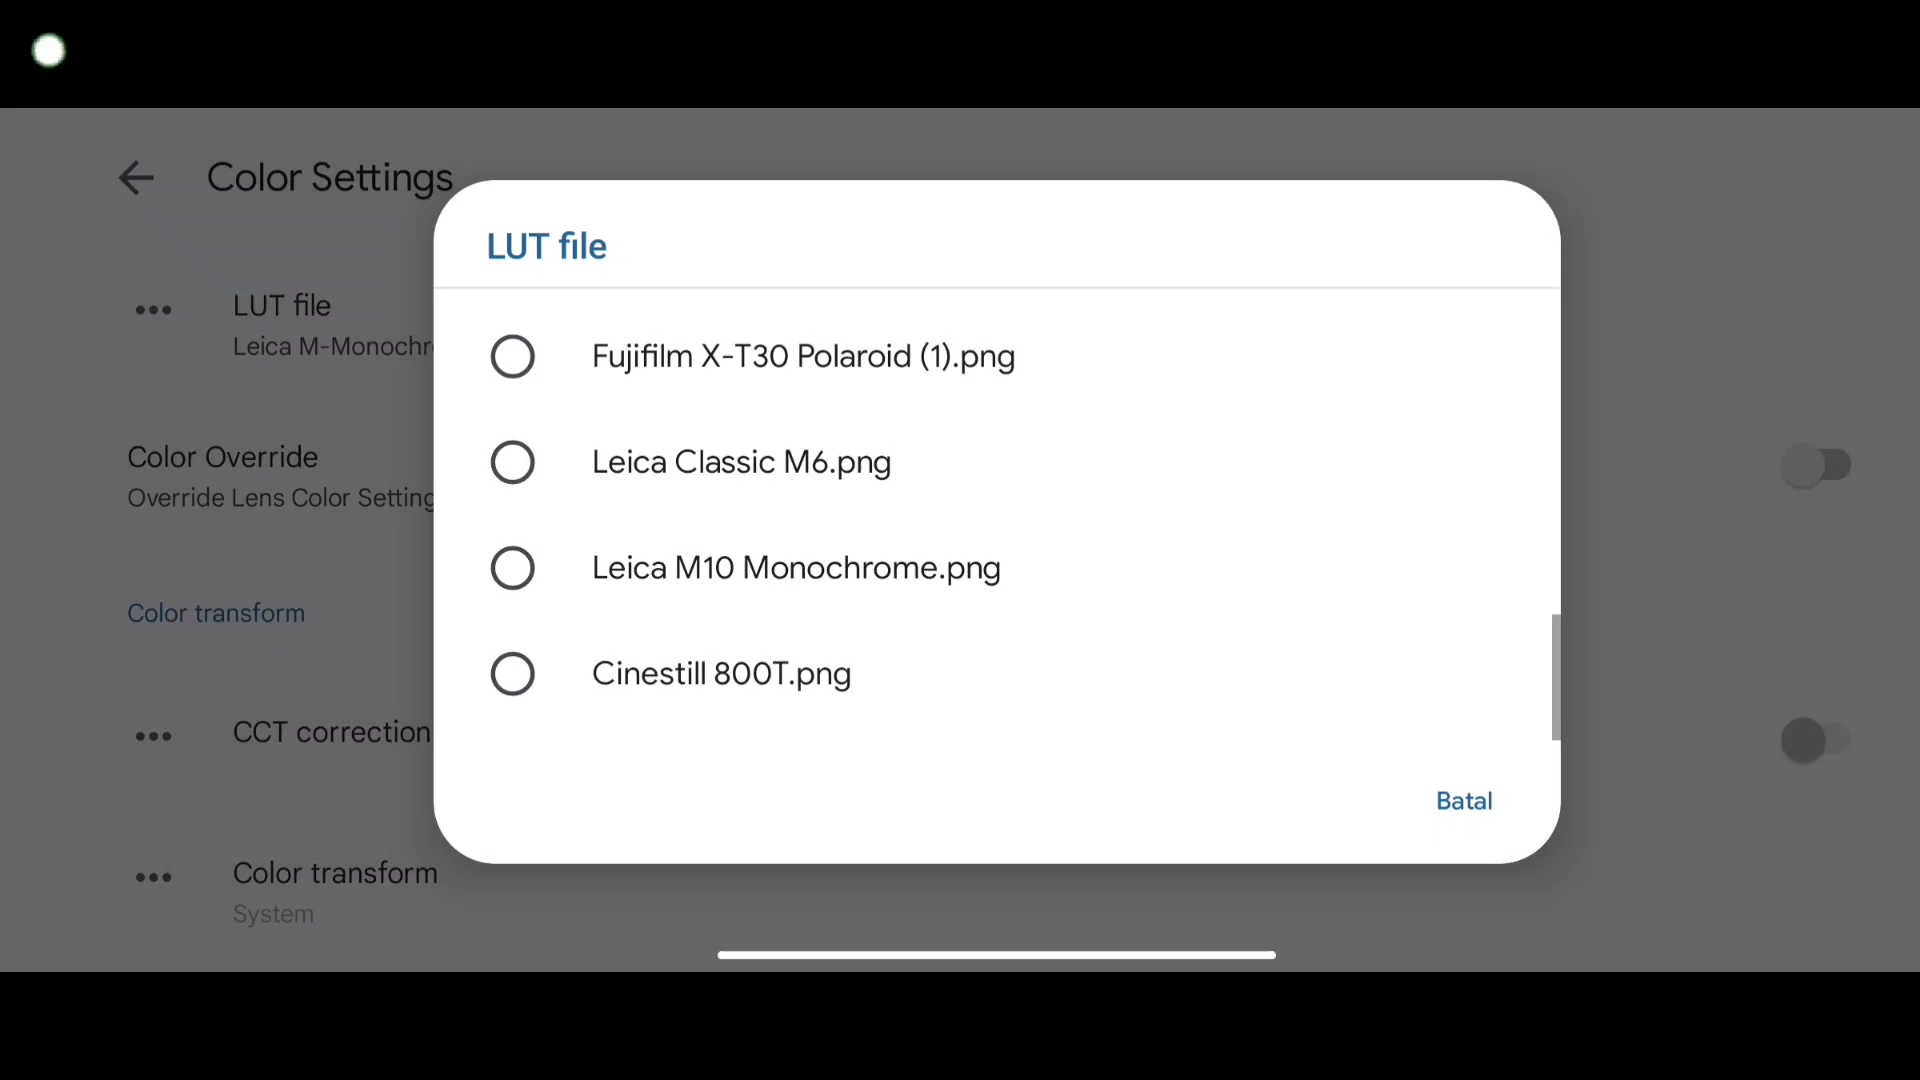 Color Settings
LUT file
Leica M-Monochr
Color Override
Override Lens Color Setting
Color transform
CCT correction
Color transform
System
LUT file
Fujifilm X-T30 Polaroid (1).png
Leica Classic M6.png
Leica M10 Monochrome.png
Cinestill 800T.png
Batal